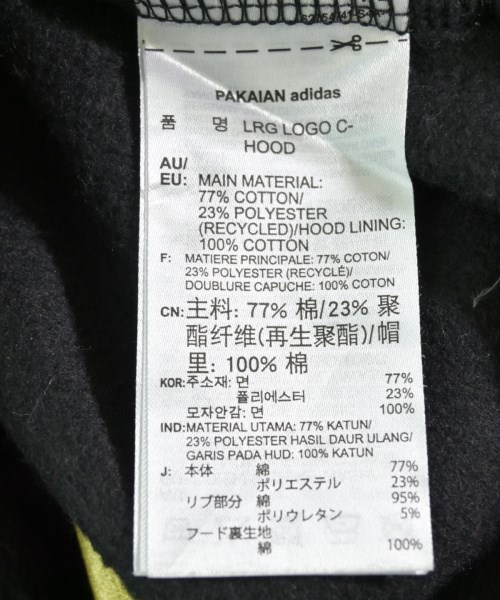 PAKAIAN adidas
품 명 LRG LOGO C-
HOOD
AU/
EU: MAIN MATERIAL:
77% COTTON/
23% POLYESTER
(RECYCLED)/HOOD LINING:
100% COTTON
F: MATIERE PRINCIPALE: 77% COTON/
23% POLYESTER (RECYCLÉ)/
DOUBLURE CAPUCHE: 100% COTON
CN: 主料: 77% 棉/23% 聚
酯纤维(再生聚酯)/帽
里: 100% 棉
KOR: 주소재: 면 77%
폴리에스터 23%
모자안감: 면 100%
IND: MATERIAL UTAMA: 77% KATUN/
23% POLYESTER HASIL DAUR ULANG/
GARIS PADA HUD: 100% KATUN
J: 本体 綿 77%
ポリエステル 23%
リブ部分 綿 95%
ポリウレタン 5%
フード裏生地
綿 100%